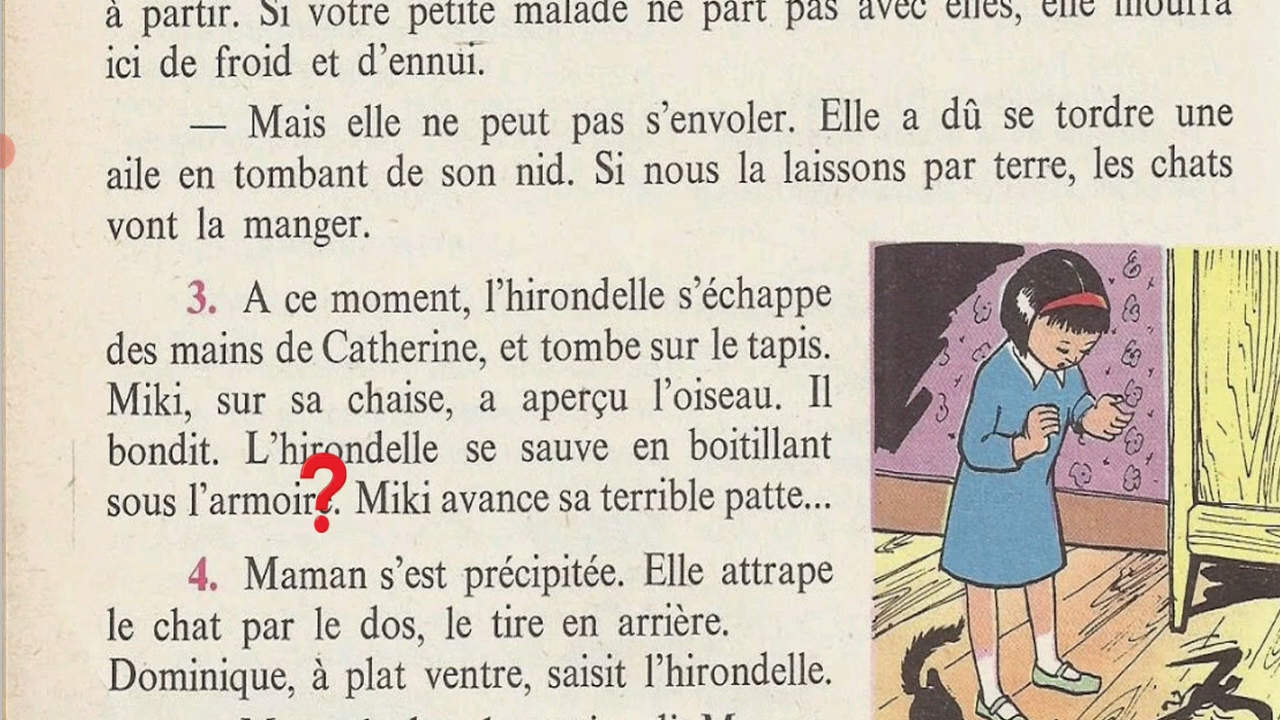 à partir. Si votre petite malade ne part pas avec elles, elle mourra
ici de froid et d'ennui.
— Mais elle ne peut pas s'envoler. Elle a dû se tordre une
aile en tombant de son nid. Si nous la laissons par terre, les chats
vont la manger.
3. A ce moment, l'hirondelle s'échappe
des mains de Catherine, et tombe sur le tapis.
Miki, sur sa chaise, a aperçu l'oiseau. Il
bondit. L'hirondelle se sauve en boitillant
sous l'armoire. Miki avance sa terrible patte...
4. Maman s'est précipitée. Elle attrape
le chat par le dos, le tire en arrière.
Dominique, à plat ventre, saisit l'hirondelle.